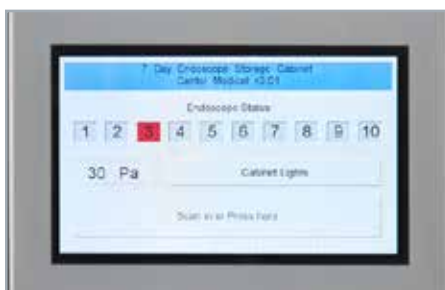 7 Day Endoscope Storage Cabinet
Medical v3.01
Endoscope Status
1 2 3 4 5 6 7 8 9 10
30 Pa Cabinet Lights
Scan in or Press here